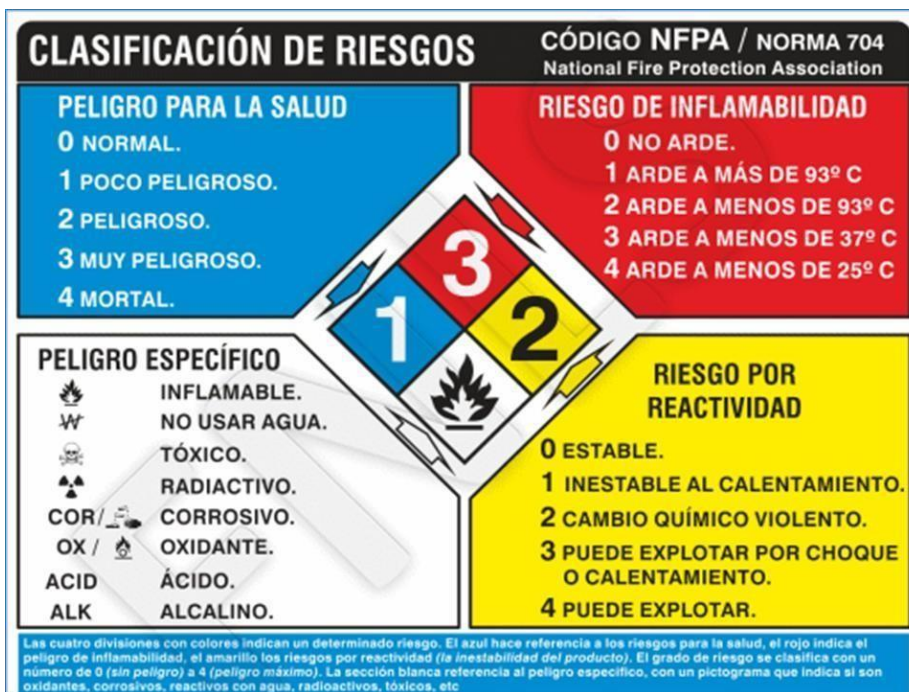 CLASIFICACIÓN DE RIESGOS
CÓDIGO NFPA / NORMA 704
National Fire Protection Association
PELIGRO PARA LA SALUD
0 NORMAL.
1 POCO PELIGROSO.
2 PELIGROSO.
3 MUY PELIGROSO.
4 MORTAL.
RIESGO DE INFLAMABILIDAD
0 NO ARDE.
1 ARDE A MÁS DE 93º C
2 ARDE A MENOS DE 93º C
3 ARDE A MENOS DE 37º C
4 ARDE A MENOS DE 25º C
3
1
2
PELIGRO ESPECÍFICO
INFLAMABLE.
W NO USAR AGUA.
TÓXICO.
RADIACTIVO.
COR/ CORROSIVO.
OX / OXIDANTE.
ACID ÁCIDO.
ALK ALCALINO.
RIESGO POR
REACTIVIDAD
0 ESTABLE.
1 INESTABLE AL CALENTAMIENTO.
2 CAMBIO QUÍMICO VIOLENTO.
3 PUEDE EXPLOTAR POR CHOQUE
O CALENTAMIENTO.
4 PUEDE EXPLOTAR.
Las cuatro divisiones con colores indican un determinado riesgo. El azul hace referencia a los riesgos para la salud, el rojo indica el
peligro de inflamabilidad, el amarillo los riesgos por reactividad (la inestabilidad del producto). El grado de riesgo se clasifica con un
número de 0 (sin peligro) a 4 (peligro máximo). La sección blanca referencia al peligro específico, con un pictograma que indica si son
oxidantes, corrosivos, reactivos con agua, radioactivos, tóxicos, etc